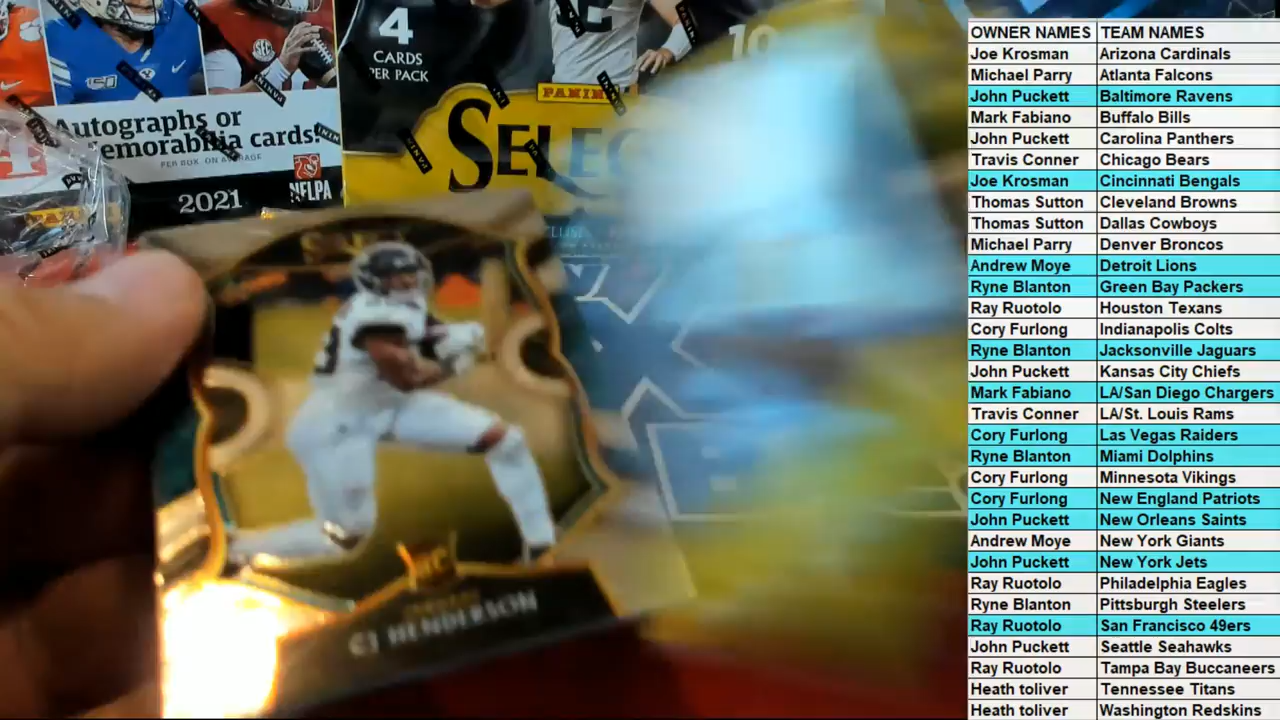 4
CARDS
PER PACK
PANINI
SELEC
Autographs or
memorabilia cards!
PER BOX ON AVERAGE
2021
NFLPA
CJ HENDERSON
OWNER NAMES TEAM NAMES
Joe Krosman Arizona Cardinals
Michael Parry Atlanta Falcons
John Puckett Baltimore Ravens
Mark Fabiano Buffalo Bills
John Puckett Carolina Panthers
Travis Conner Chicago Bears
Joe Krosman Cincinnati Bengals
Thomas Sutton Cleveland Browns
Thomas Sutton Dallas Cowboys
Michael Parry Denver Broncos
Andrew Moye Detroit Lions
Ryne Blanton Green Bay Packers
Ray Ruotolo Houston Texans
Cory Furlong Indianapolis Colts
Ryne Blanton Jacksonville Jaguars
John Puckett Kansas City Chiefs
Mark Fabiano LA/San Diego Chargers
Travis Conner LA/St. Louis Rams
Cory Furlong Las Vegas Raiders
Ryne Blanton Miami Dolphins
Cory Furlong Minnesota Vikings
Cory Furlong New England Patriots
John Puckett New Orleans Saints
Andrew Moye New York Giants
John Puckett New York Jets
Ray Ruotolo Philadelphia Eagles
Ryne Blanton Pittsburgh Steelers
Ray Ruotolo San Francisco 49ers
John Puckett Seattle Seahawks
Ray Ruotolo Tampa Bay Buccaneers
Heath toliver Tennessee Titans
Heath toliver Washington Redskins